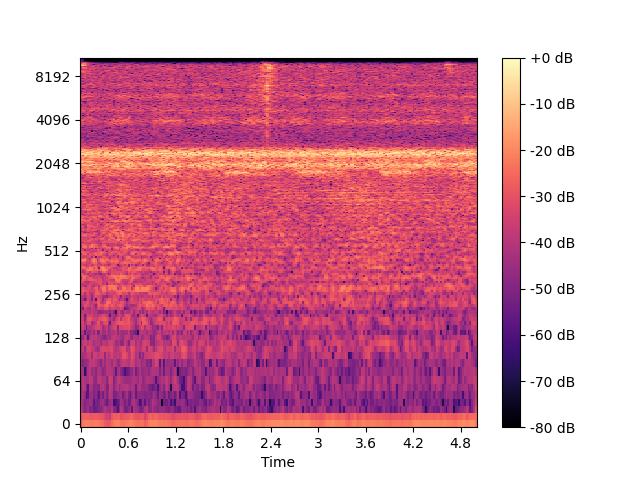 8192
4096
2048
1024
512
256
128
64
0
Hz
0 0.6 1.2 1.8 2.4 3 3.6 4.2 4.8
Time
+0 dB
-10 dB
-20 dB
-30 dB
-40 dB
-50 dB
-60 dB
-70 dB
-80 dB